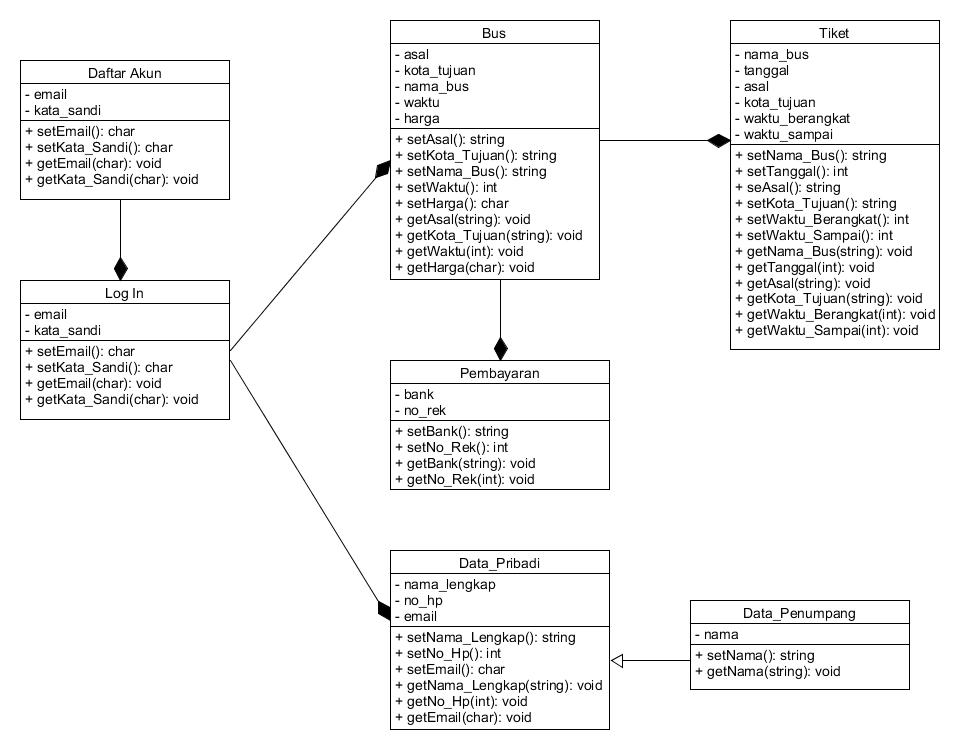 Daftar Akun
- email
- kata_sandi
+ setEmail(): char
+ setKata_Sandi(): char
+ getEmail(char): void
+ getKata_Sandi(char): void
Log In
- email
- kata_sandi
+ setEmail(): char
+ setKata_Sandi(): char
+ getEmail(char): void
+ getKata_Sandi(char): void
Bus
- asal
- kota_tujuan
- nama_bus
- waktu
- harga
+ setAsal(): string
+ setKota_Tujuan(): string
+ setNama_Bus(): string
+ setWaktu(): int
+ setHarga(): char
+ getAsal(string): void
+ getKota_Tujuan(string): void
+ getWaktu(int): void
+ getHarga(char): void
Tiket
- nama_bus
- tanggal
- asal
- kota_tujuan
- waktu_berangkat
- waktu_sampai
+ setNama_Bus(): string
+ setTanggal(): int
+ seAsal(): string
+ setKota_Tujuan(): string
+ setWaktu_Berangkat(): int
+ setWaktu_Sampai(): int
+ getNama_Bus(string): void
+ getTanggal(int): void
+ getAsal(string): void
+ getKota_Tujuan(string): void
+ getWaktu_Berangkat(int): void
+ getWaktu_Sampai(int): void
Pembayaran
- bank
- no_rek
+ setBank(): string
+ setNo_Rek(): int
+ getBank(string): void
+ getNo_Rek(int): void
Data_Pribadi
- nama_lengkap
- no_hp
- email
+ setNama_Lengkap(): string
+ setNo_Hp(): int
+ setEmail(): char
+ getNama_Lengkap(string): void
+ getNo_Hp(int): void
+ getEmail(char): void
Data_Penumpang
- nama
+ setNama(): string
+ getNama(string): void